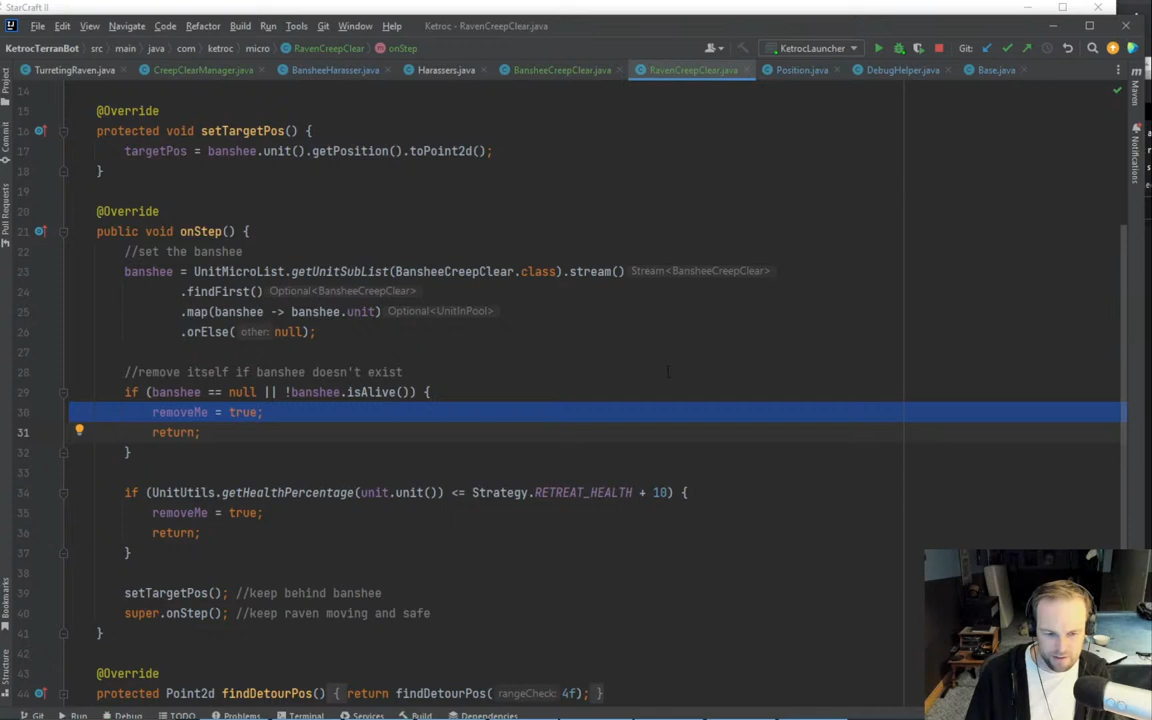 StarCraft II
File Edit View Navigate Code Refactor Build Run Tools Git Window Help Ketroc - RavenCreepClear.java
KetrocTerranBot src main java com ketroc micro RavenCreepClear onStep KetrocLauncher Git:
TurretingRaven.java CreepClearManager.java BansheeHarasser.java Harassers.java BansheeCreepClear.java RavenCreepClear.java Position.java DebugHelper.java Base.java
Project
Commit
Pull Requests
Bookmarks
Structure
Maven
Notifications
14
15 @Override
16 protected void setTargetPos() {
17 targetPos = banshee.unit().getPosition().toPoint2d();
18 }
19
20 @Override
21 public void onStep() {
22 //set the banshee
23 banshee = UnitMicroList.getUnitSubList(BansheeCreepClear.class).stream() Stream<BansheeCreepClear>
24 .findFirst() Optional<BansheeCreepClear>
25 .map(banshee -> banshee.unit) Optional<UnitInPool>
26 .orElse( other: null);
27
28 //remove itself if banshee doesn't exist
29 if (banshee == null || !banshee.isAlive()) {
30 removeMe = true;
31 return;
32 }
33
34 if (UnitUtils.getHealthPercentage(unit.unit()) <= Strategy.RETREAT_HEALTH + 10) {
35 removeMe = true;
36 return;
37 }
38
39 setTargetPos(); //keep behind banshee
40 super.onStep(); //keep raven moving and safe
41 }
42
43 @Override
44 protected Point2d findDetourPos() { return findDetourPos( rangeCheck: 4f); }
Git Run Debug TODO Problems Terminal Services Build Dependencies